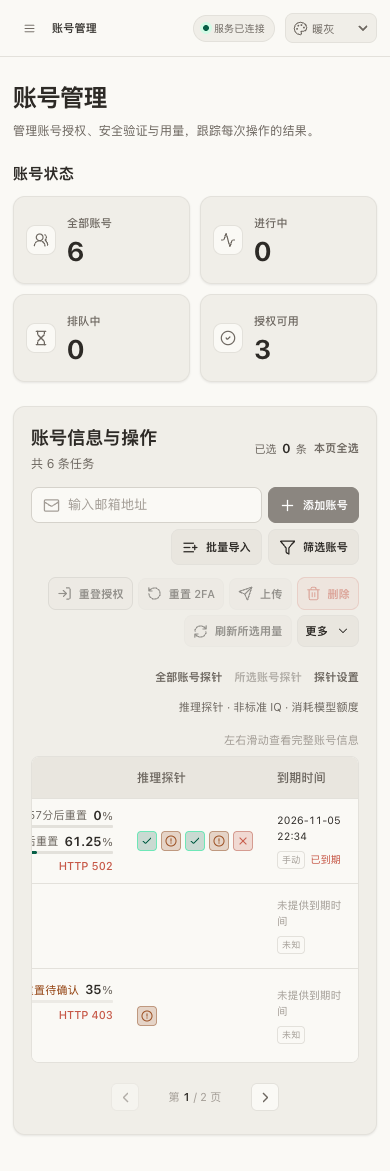 账号管理
服务已连接
暖灰
账号管理
管理账号授权、安全验证与用量，跟踪每次操作的结果。
账号状态
全部账号
6
进行中
0
排队中
0
授权可用
3
账号信息与操作
共 6 条任务
已选 0 条 本页全选
输入邮箱地址
添加账号
批量导入
筛选账号
重登授权
重置 2FA
上传
删除
刷新所选用量
更多
全部账号探针 所选账号探针 探针设置
推理探针 · 非标准 IQ · 消耗模型额度
左右滑动查看完整账号信息
推理探针 到期时间
57分后重置 0%
后重置 61.25%
HTTP 502
2026-11-05
22:34
手动 已到期
未提供到期时
间
未知
置待确认 35%
HTTP 403
未提供到期时
间
未知
第 1 / 2 页